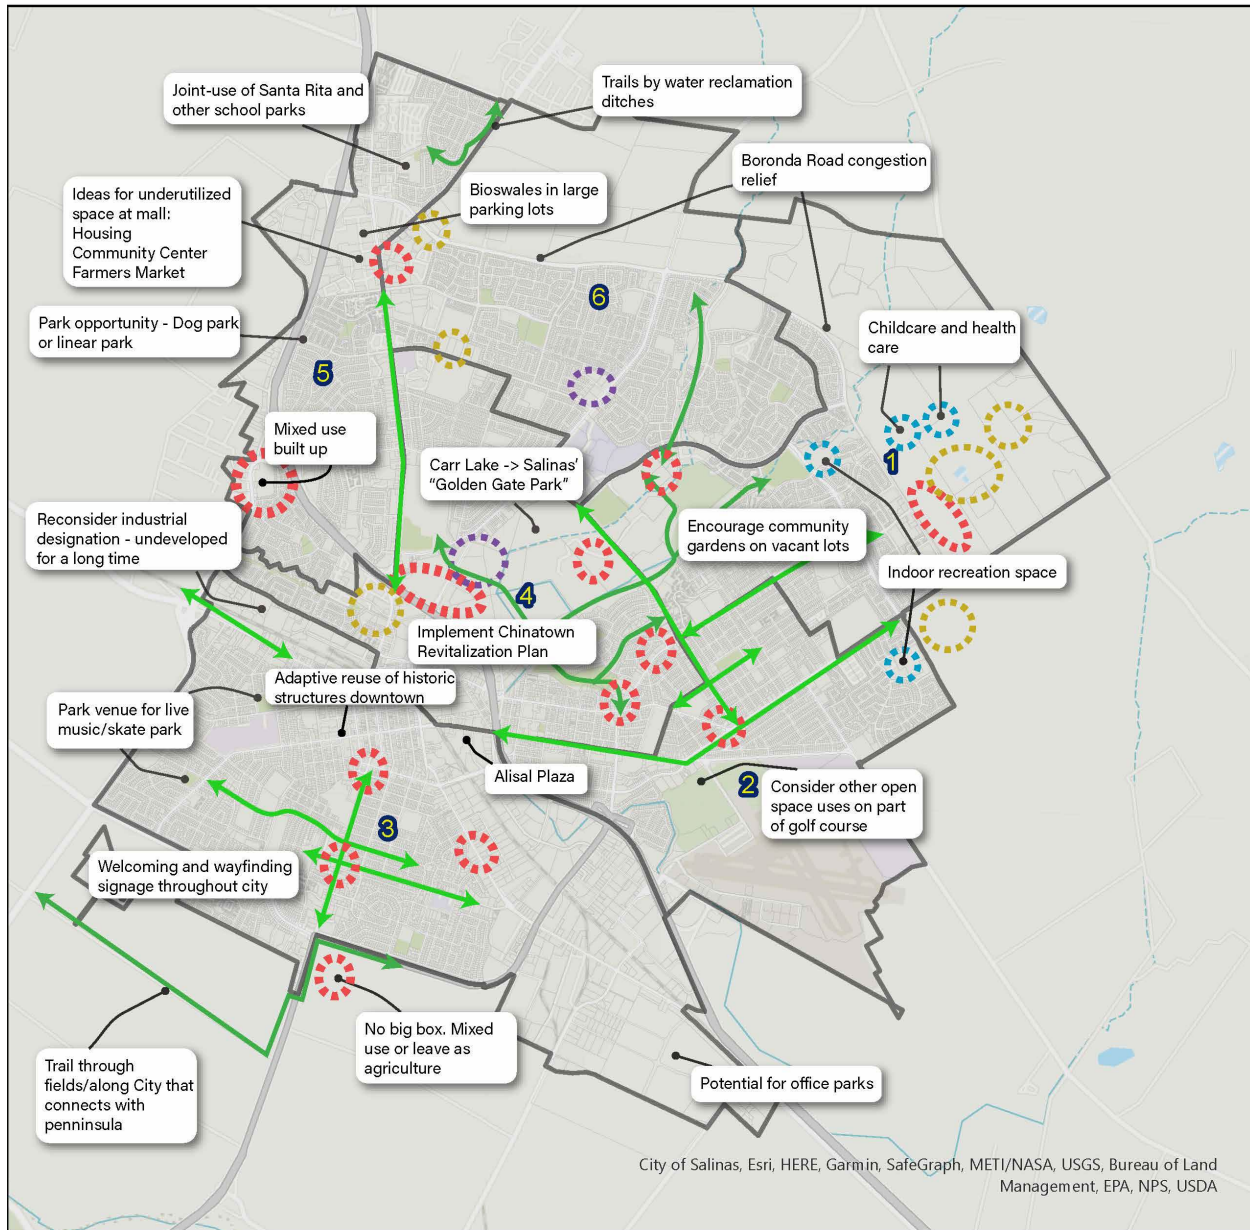 Joint-use of Santa Rita and
other school parks
Trails by water reclamation
ditches
Boronda Road congestion
relief
Ideas for underutilized
space at mall:
Housing
Community Center
Farmers Market
Bioswales in large
parking lots
6
Park opportunity - Dog park
or linear park
Childcare and health
care
5
Mixed use
built up
Carr Lake -> Salinas'
"Golden Gate Park"
1
Reconsider industrial
designation - undeveloped
for a long time
Encourage community
gardens on vacant lots
Indoor recreation space
4
Implement Chinatown
Revitalization Plan
Adaptive reuse of historic
structures downtown
Park venue for live
music/skate park
Alisal Plaza
2
Consider other open
space uses on part
of golf course
3
Welcoming and wayfinding
signage throughout city
No big box. Mixed
use or leave as
agriculture
Trail through
fields/along City that
connects with
penninsula
Potential for office parks
City of Salinas, Esri, HERE, Garmin, SafeGraph, METI/NASA, USGS, Bureau of Land
Management, EPA, NPS, USDA